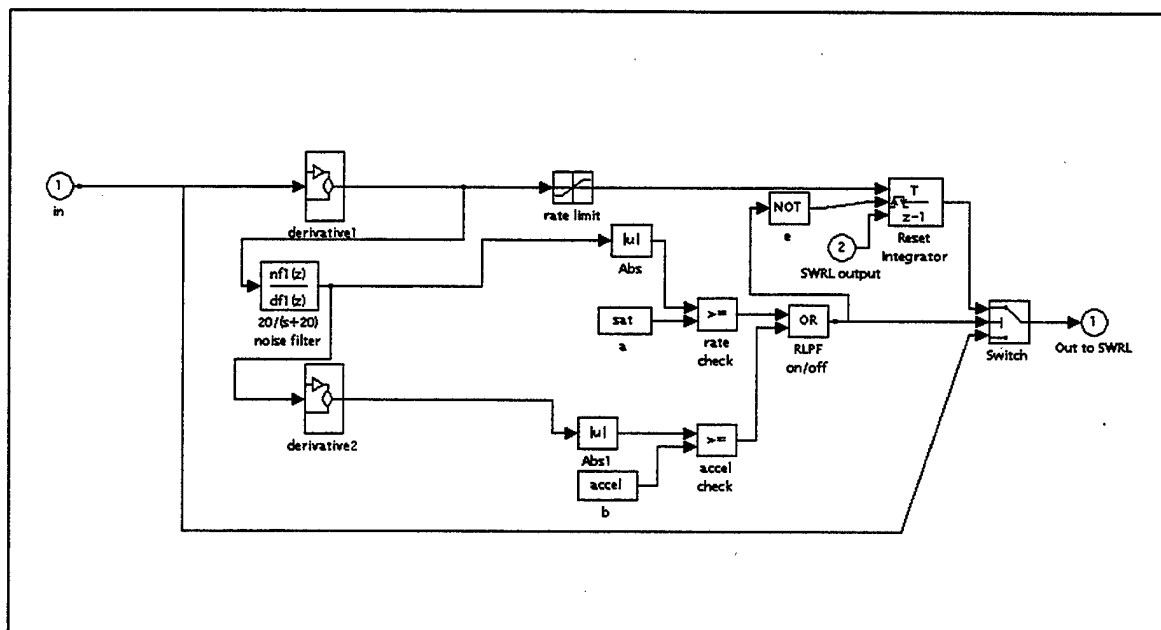 1
in
derivative1
rate limit
NOT
e
T
z-1
Reset
Integrator
2
SWRL output
nf1(z)
df1(z)
20/(s+20)
noise filter
|u|
Abs
sat
a
>=
rate
check
OR
RLPF
on/off
Switch
1
Out to SWRL
derivative2
|u|
Abs1
accel
b
>=
accel
check